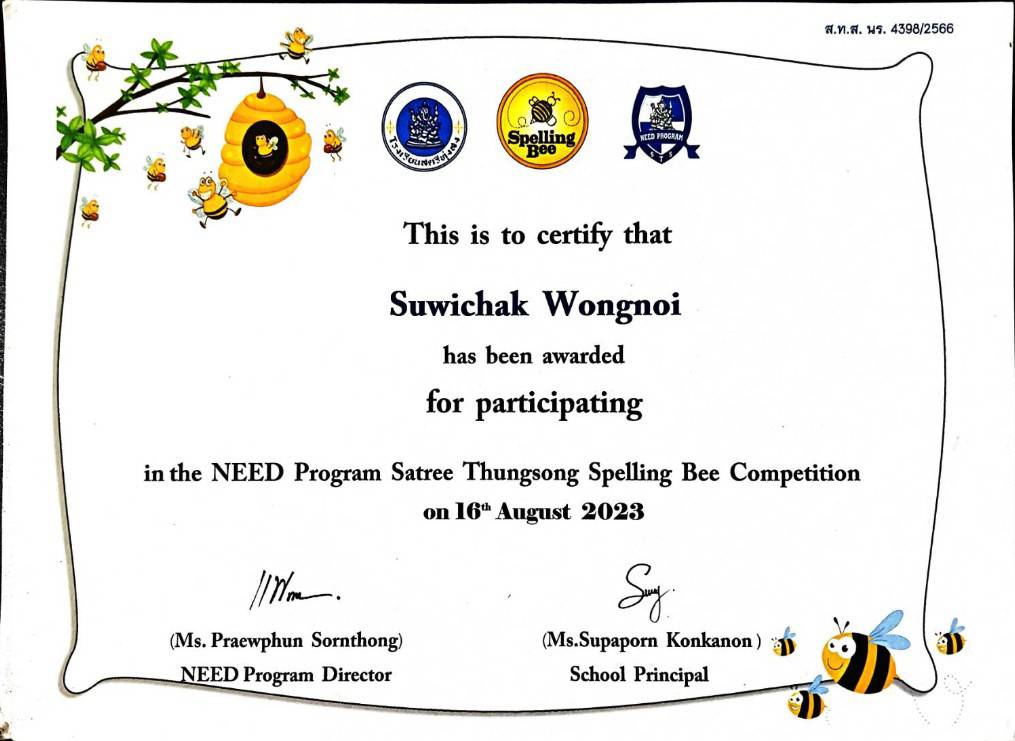 ส.ท.ส. นร. 4398/2566
โรงเรียนสตรีทุ่งสง
Spelling
Bee
NEED PROGRAM
S T S
This is to certify that
Suwichak Wongnoi
has been awarded
for participating
in the NEED Program Satree Thungsong Spelling Bee Competition
on 16th August 2023
(Ms. Praewphun Sornthong)
NEED Program Director
(Ms.Supaporn Konkanon )
School Principal